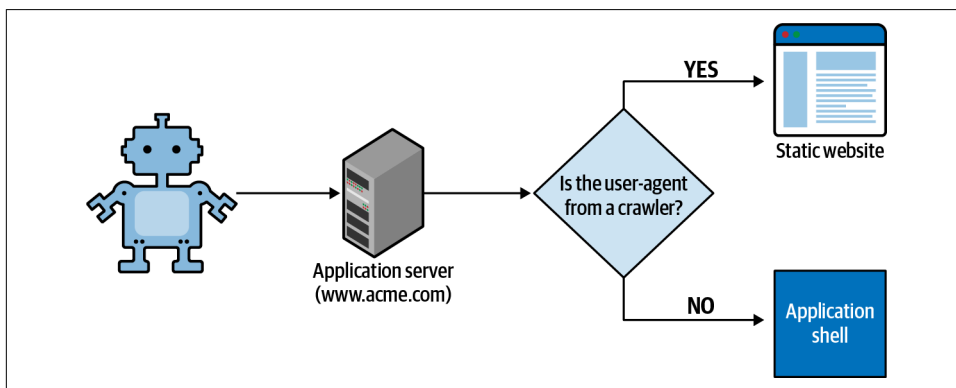 YES
Static website
Is the user-agent
from a crawler?
Application server
(www.acme.com)
NO
Application
shell